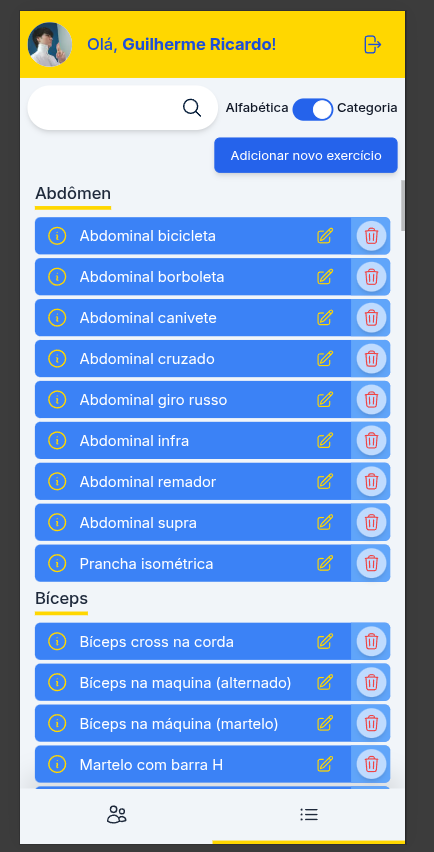 Olá, Guilherme Ricardo!
Alfabética Categoria
Adicionar novo exercício
Abdômen
Abdominal bicicleta
Abdominal borboleta
Abdominal canivete
Abdominal cruzado
Abdominal giro russo
Abdominal infra
Abdominal remador
Abdominal supra
Prancha isométrica
Bíceps
Bíceps cross na corda
Bíceps na maquina (alternado)
Bíceps na máquina (martelo)
Martelo com barra H